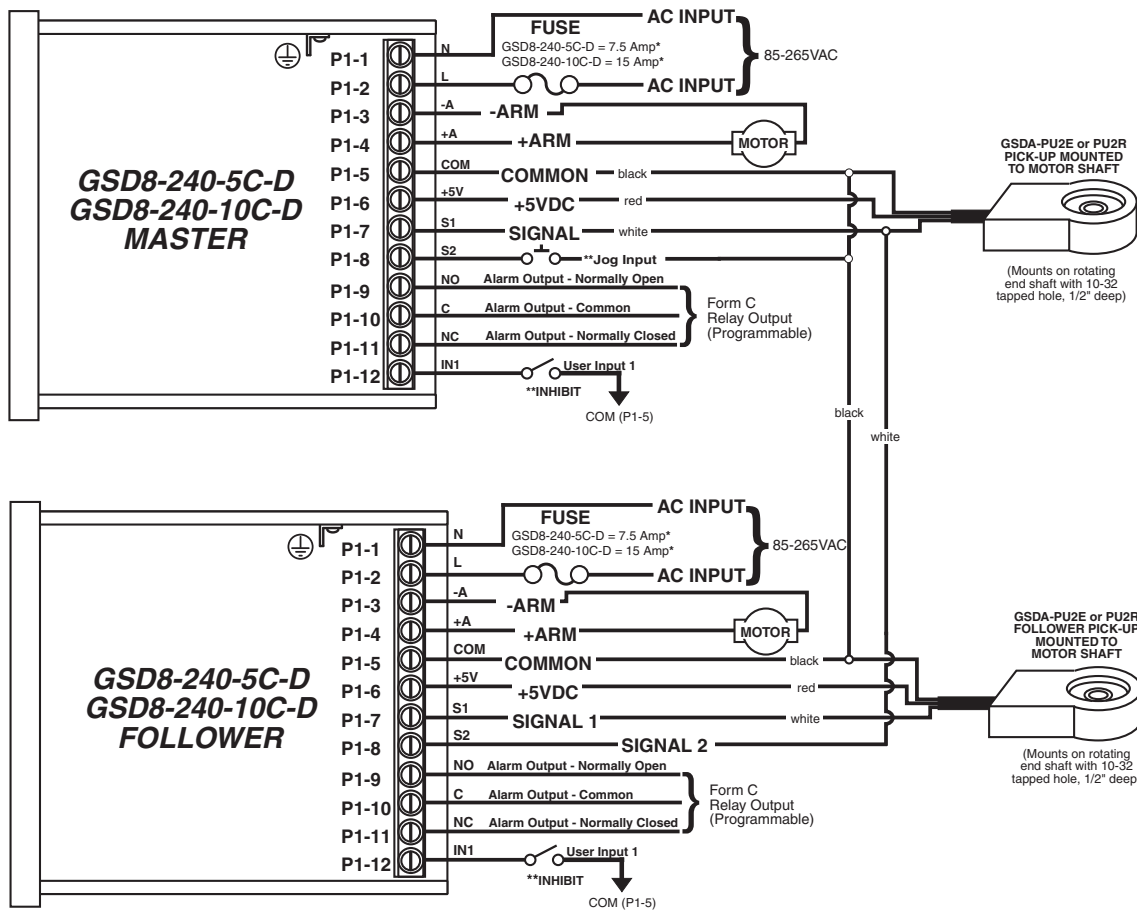 AC INPUT
FUSE
GSD8-240-5C-D = 7.5 Amp*
GSD8-240-10C-D = 15 Amp*
85-265VAC
P1-1
N
P1-2
L
AC INPUT
P1-3
-A
-ARM
P1-4
+A
+ARM
MOTOR
P1-5
COM
COMMON
black
P1-6
+5V
+5VDC
red
P1-7
S1
SIGNAL
white
P1-8
S2
**Jog Input
P1-9
NO
Alarm Output - Normally Open
P1-10
C
Alarm Output - Common
P1-11
NC
Alarm Output - Normally Closed
P1-12
IN1
User Input 1
**INHIBIT
COM (P1-5)
Form C
Relay Output
(Programmable)
GSD8-240-5C-D
GSD8-240-10C-D
MASTER
GSDA-PU2E or PU2R
PICK-UP MOUNTED
TO MOTOR SHAFT
(Mounts on rotating
end shaft with 10-32
tapped hole, 1/2" deep)
black
white
AC INPUT
FUSE
GSD8-240-5C-D = 7.5 Amp*
GSD8-240-10C-D = 15 Amp*
85-265VAC
P1-1
N
P1-2
L
AC INPUT
P1-3
-A
-ARM
P1-4
+A
+ARM
MOTOR
P1-5
COM
COMMON
black
P1-6
+5V
+5VDC
red
P1-7
S1
SIGNAL 1
white
P1-8
S2
SIGNAL 2
P1-9
NO
Alarm Output - Normally Open
P1-10
C
Alarm Output - Common
P1-11
NC
Alarm Output - Normally Closed
P1-12
IN1
User Input 1
**INHIBIT
COM (P1-5)
Form C
Relay Output
(Programmable)
GSD8-240-5C-D
GSD8-240-10C-D
FOLLOWER
GSDA-PU2E or PU2R
FOLLOWER PICK-UP
MOUNTED TO
MOTOR SHAFT
(Mounts on rotating
end shaft with 10-32
tapped hole, 1/2" deep